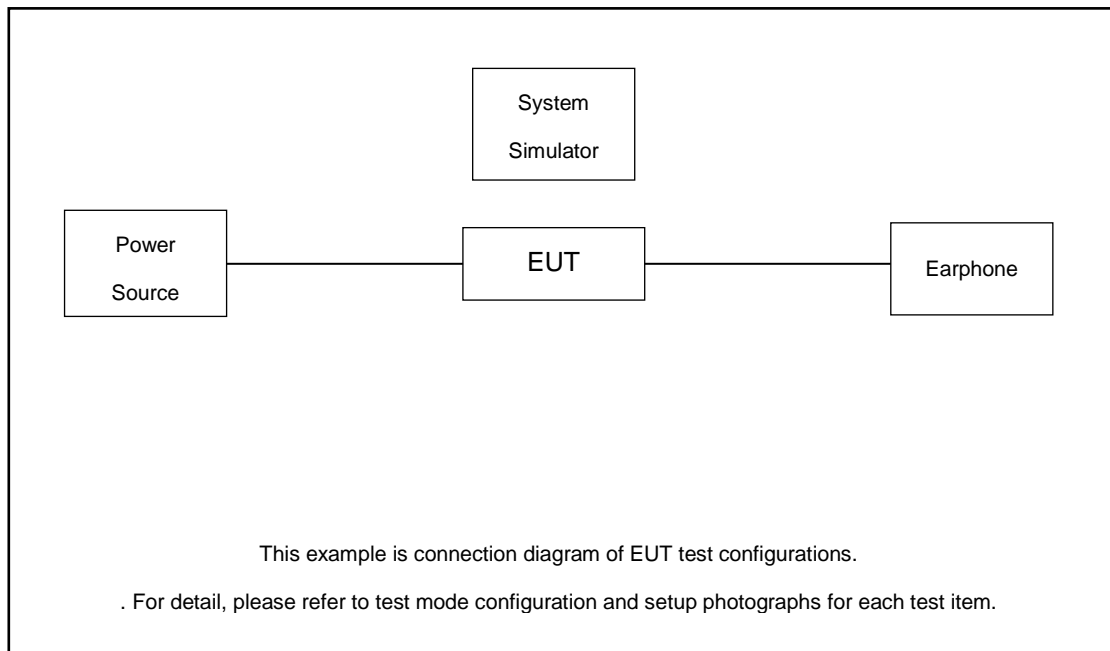 System
Simulator
Power
Source
EUT
Earphone
This example is connection diagram of EUT test configurations.
. For detail, please refer to test mode configuration and setup photographs for each test item.